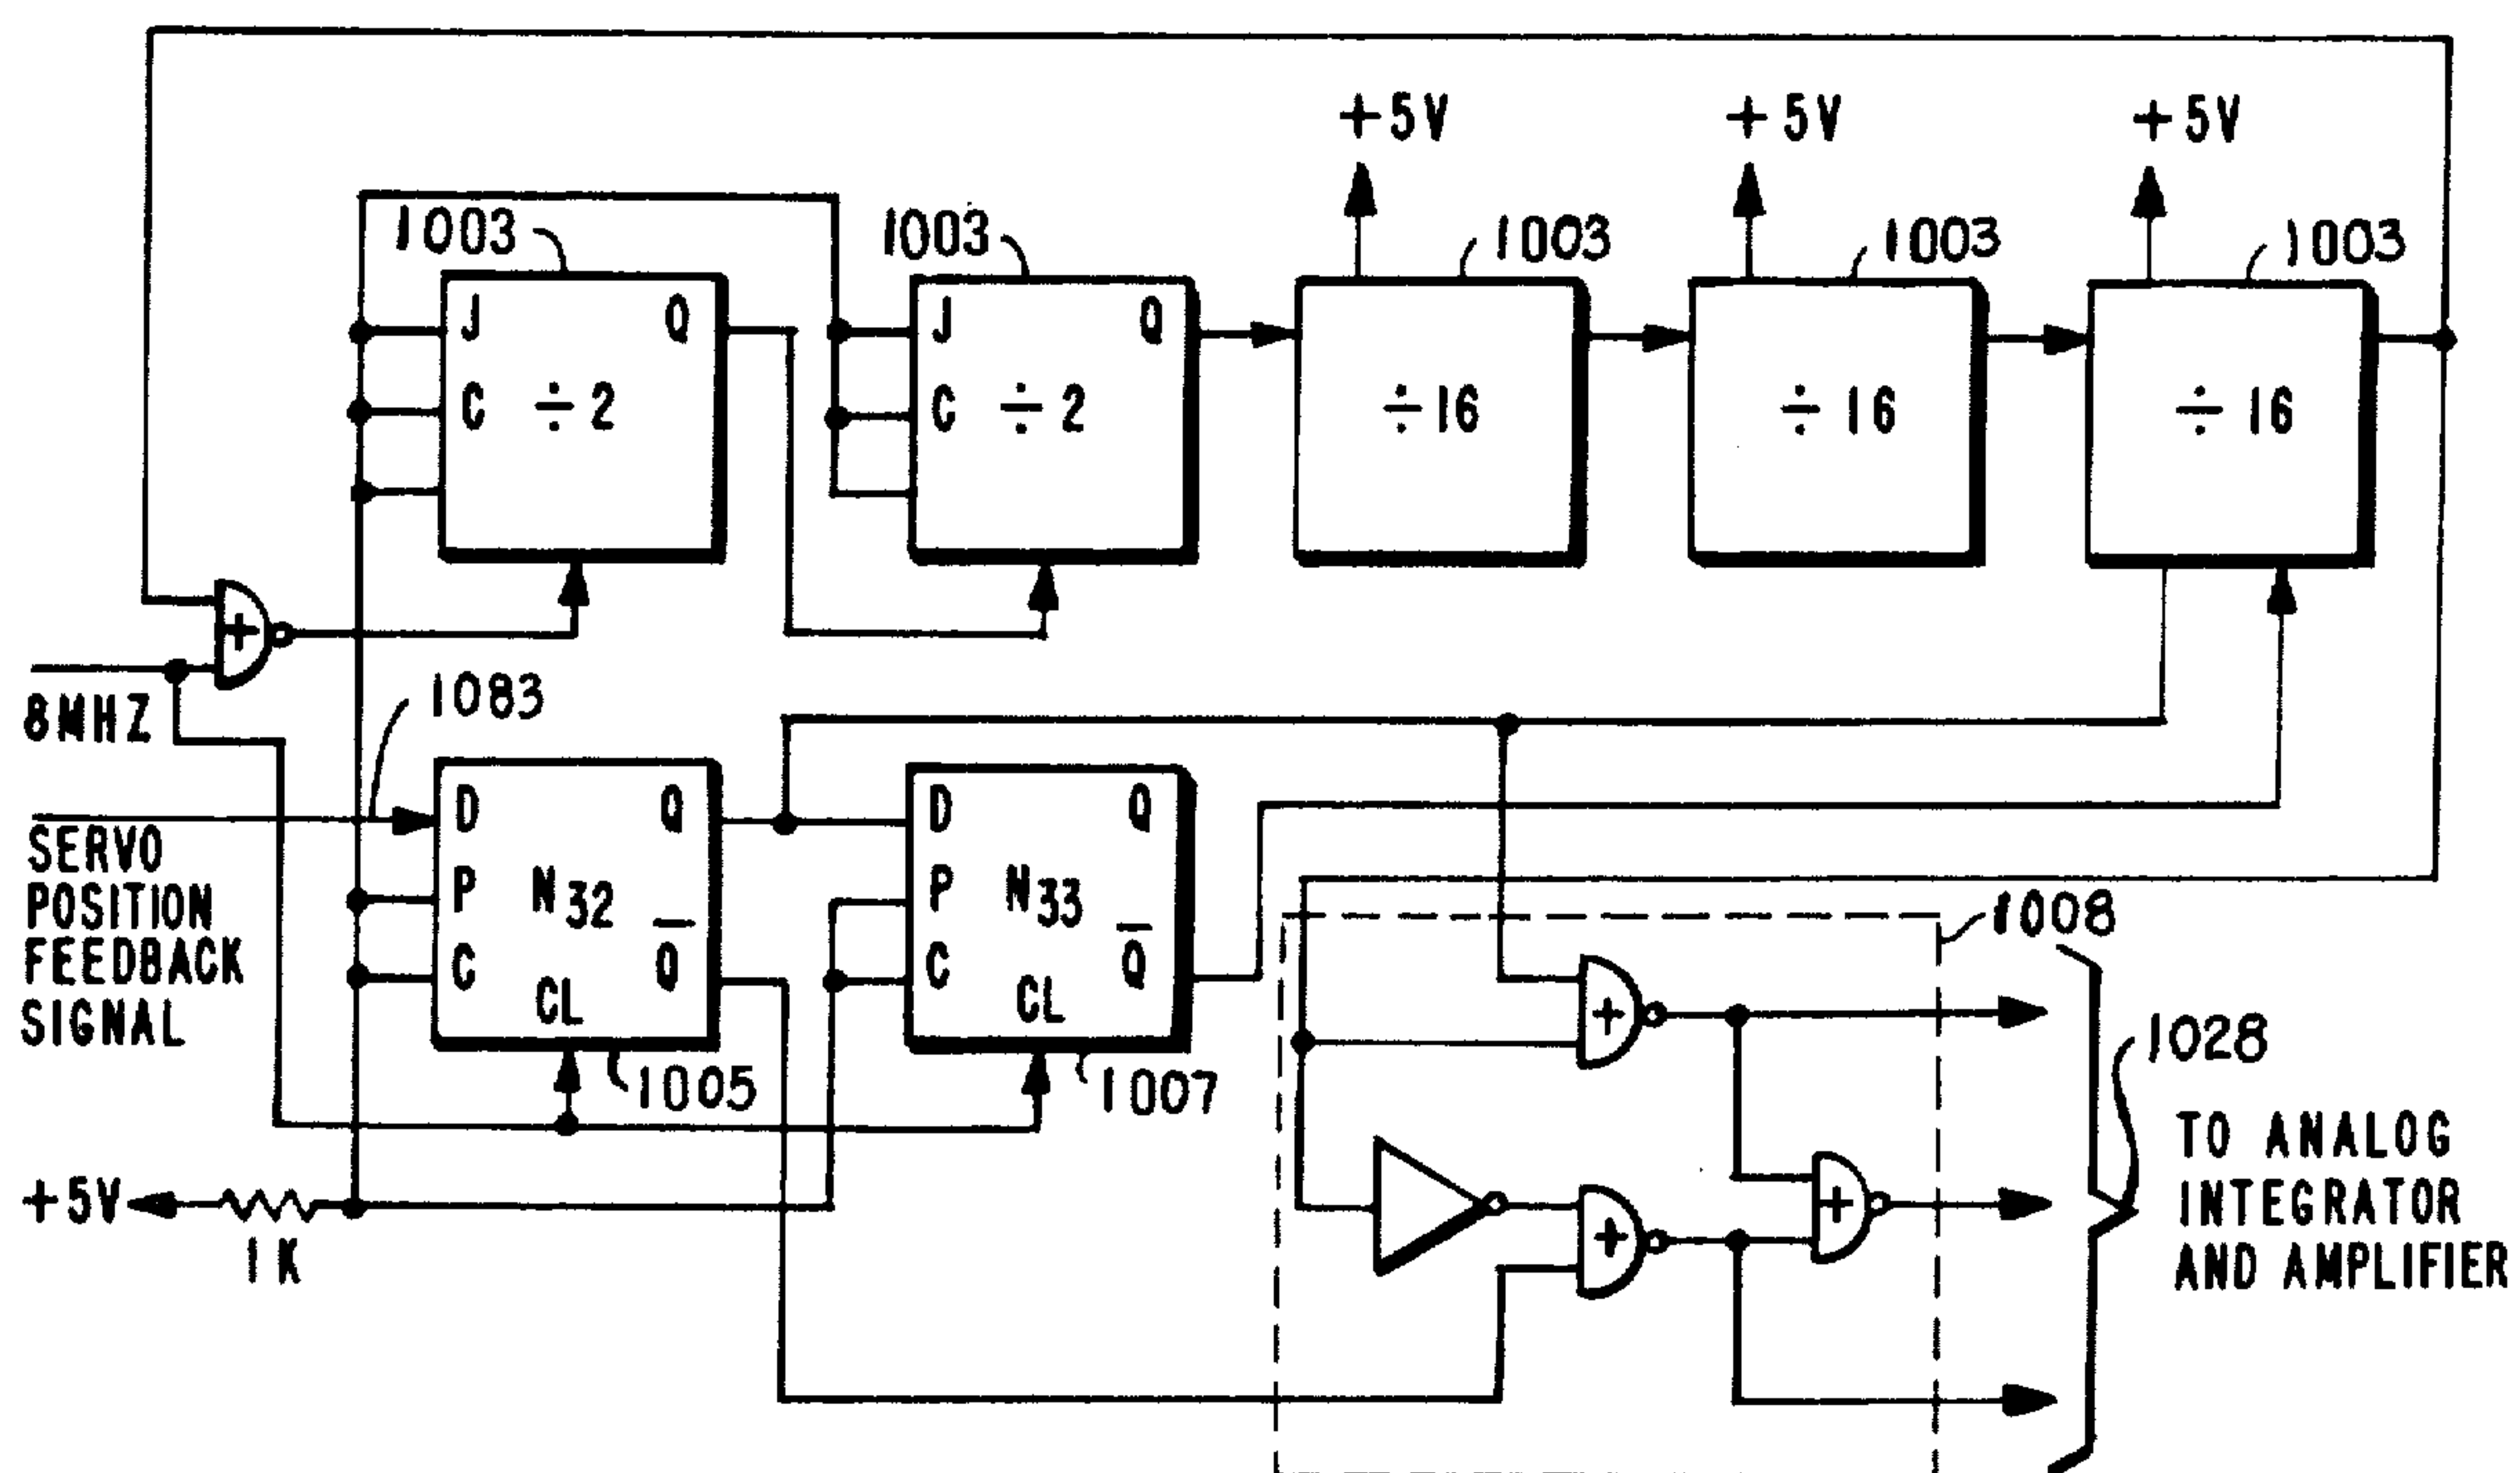 +5V
+5V
+5V
1003
1003
1003
1003
1003
J Q
C ÷2
J Q
C ÷2
÷16
÷16
÷16
+
8MHZ
1083
SERVO
POSITION
FEEDBACK
SIGNAL
D Q
P N32
C CL Q
1005
D Q
P N33
C CL Q
1007
1008
+
+
+
1028
TO ANALOG
INTEGRATOR
AND AMPLIFIER
+5V
1K